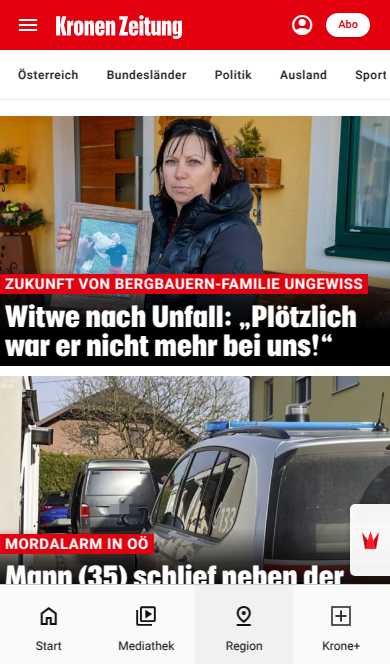 Kronen Zeitung
Abo
Österreich Bundesländer Politik Ausland Sport
ZUKUNFT VON BERGBAUERN-FAMILIE UNGEWISS
Witwe nach Unfall: „Plötzlich
war er nicht mehr bei uns!“
133
MORDALARM IN OÖ
Mann (35) schlief neben der
Start Mediathek Region Krone+